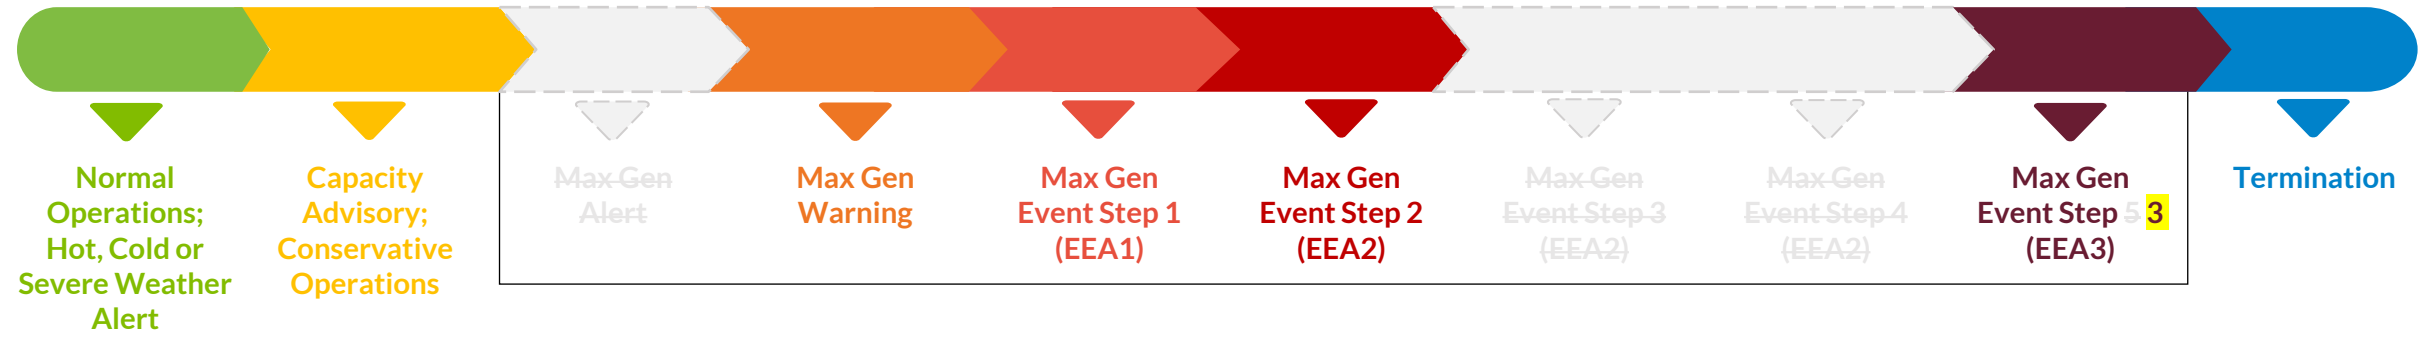 Normal
Operations;
Hot, Cold or
Severe Weather
Alert
Capacity
Advisory;
Conservative
Operations
Max Gen
Alert
Max Gen
Warning
Max Gen
Event Step 1
(EEA1)
Max Gen
Event Step 2
(EEA2)
Max Gen
Event Step 3
(EEA2)
Max Gen
Event Step 4
(EEA2)
Max Gen
Event Step 5 3
(EEA3)
Termination